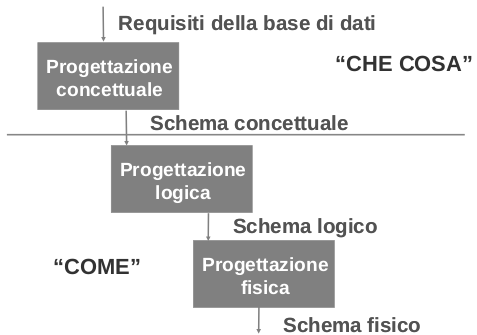 Requisiti della base di dati
Progettazione
concettuale
“CHE COSA”
Schema concettuale
Progettazione
logica
Schema logico
“COME”
Progettazione
fisica
Schema fisico